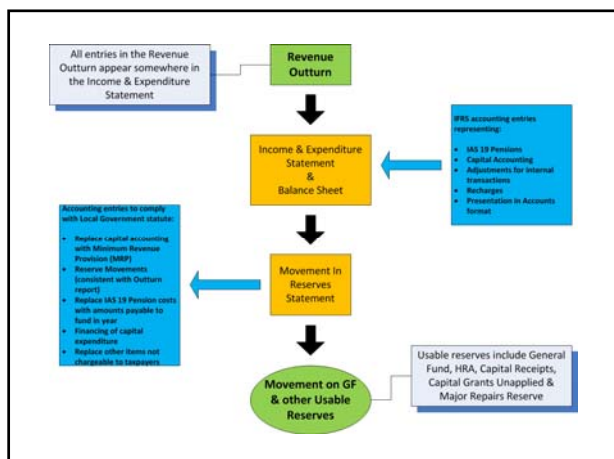 All entries in the Revenue
Outturn appear somewhere in
the Income & Expenditure
Statement
Revenue
Outturn
Income & Expenditure
Statement
&
Balance Sheet
IFRS accounting entries
representing:
• IAS 19 Pensions
• Capital Accounting
• Adjustments for internal
transactions
• Recharges
• Presentation in Accounts
format
Accounting entries to comply
with Local Government statute:
• Replace capital accounting
with Minimum Revenue
Provision (MRP)
• Reserve Movements
(consistent with Outturn
report)
• Replace IAS 19 Pension costs
with amounts payable to
fund in year
• Financing of capital
expenditure
• Replace other items not
chargeable to taxpayers
Movement In
Reserves
Statement
Movement on GF
& other Usable
Reserves
Usable reserves include General
Fund, HRA, Capital Receipts,
Capital Grants Unapplied &
Major Repairs Reserve